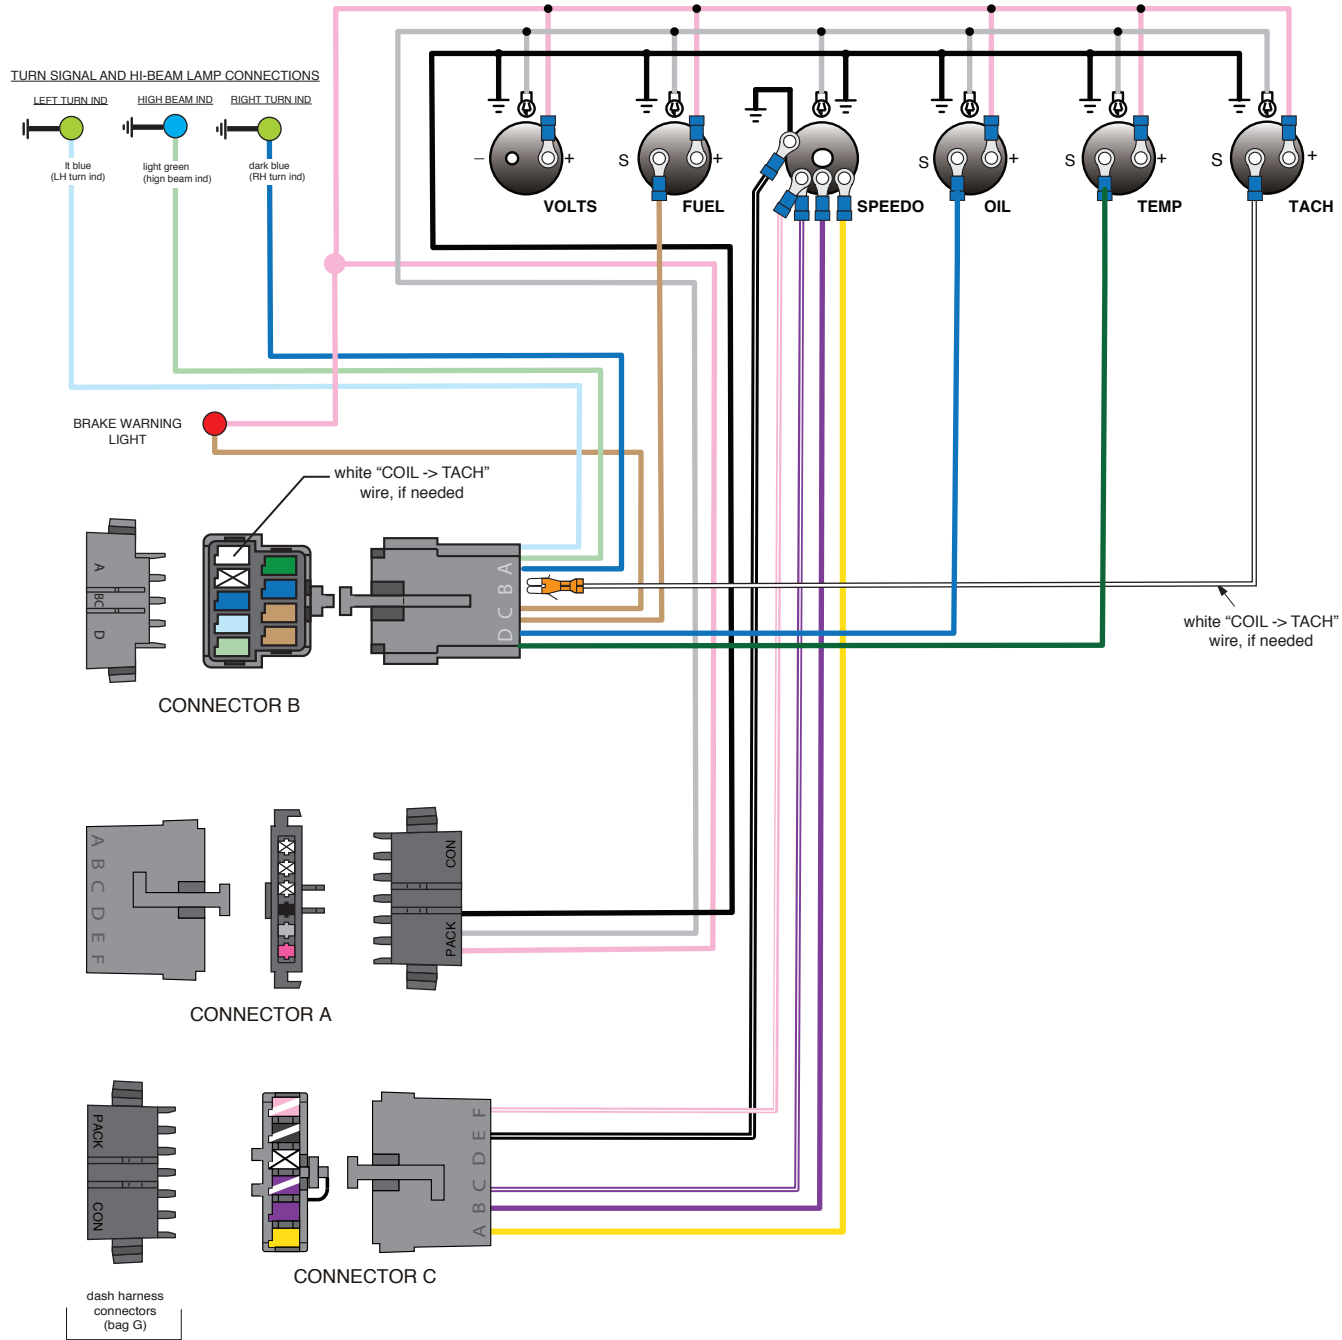 TURN SIGNAL AND HI-BEAM LAMP CONNECTIONS
LEFT TURN IND
HIGH BEAM IND
RIGHT TURN IND
lt blue
(LH turn ind)
light green
(hign beam ind)
dark blue
(RH turn ind)
–
+
VOLTS
S
+
FUEL
SPEEDO
S
+
OIL
S
+
TEMP
S
+
TACH
BRAKE WARNING
LIGHT
white “COIL -> TACH”
wire, if needed
A
BC
D
D C B A
white “COIL -> TACH”
wire, if needed
CONNECTOR B
A B C D E F
CON
PACK
CONNECTOR A
PACK
CON
A B C D E F
CONNECTOR C
dash harness
connectors
(bag G)